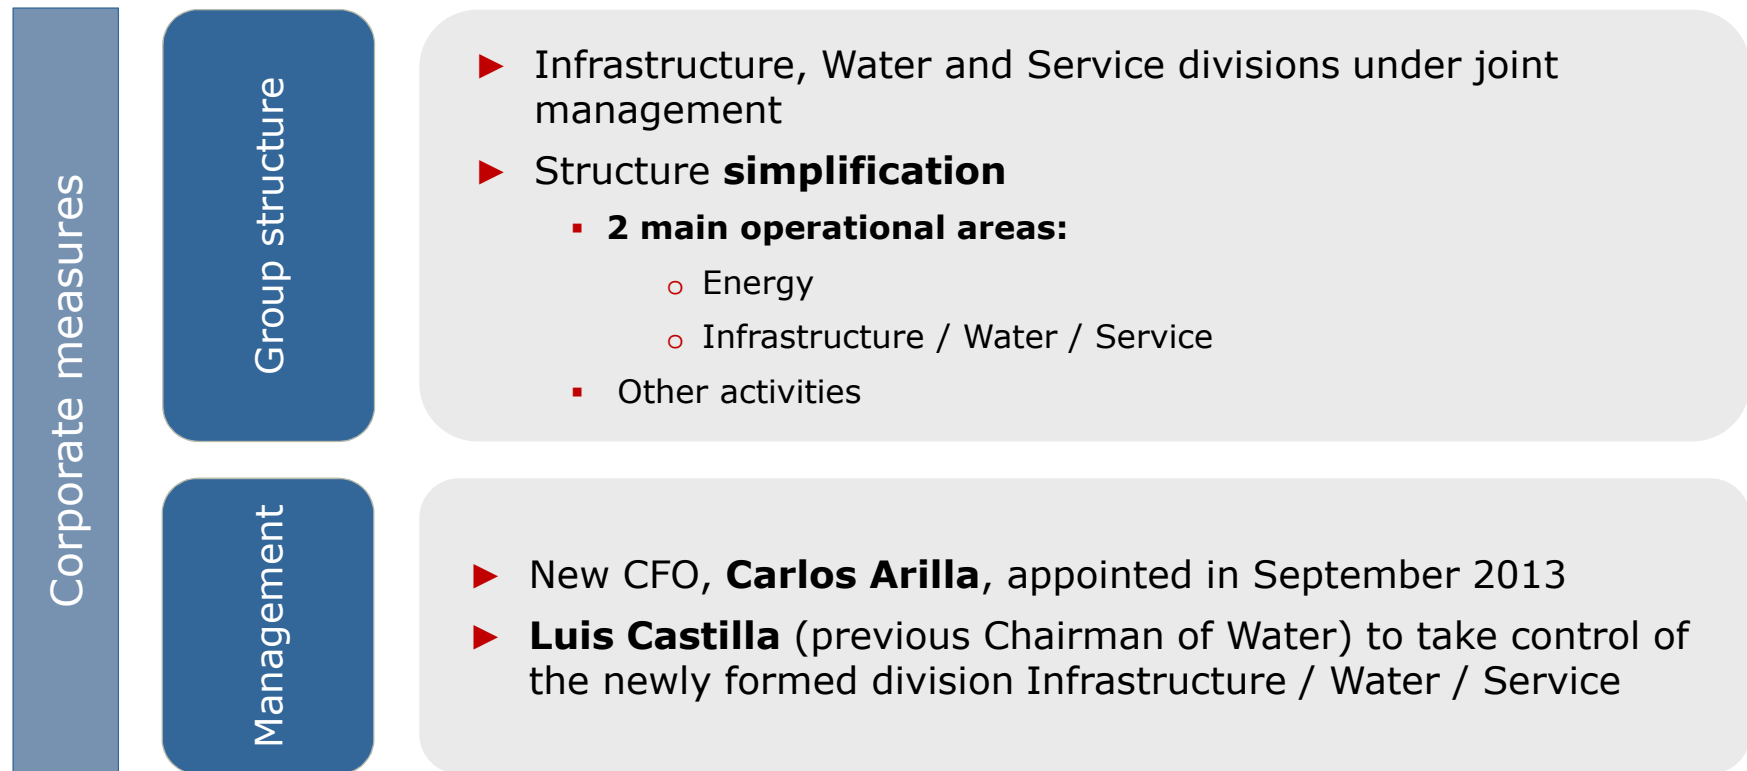 Corporate measures
Group structure
► Infrastructure, Water and Service divisions under joint
management
► Structure simplification
▪ 2 main operational areas:
o Energy
o Infrastructure / Water / Service
▪ Other activities
Management
► New CFO, Carlos Arilla, appointed in September 2013
► Luis Castilla (previous Chairman of Water) to take control of
the newly formed division Infrastructure / Water / Service